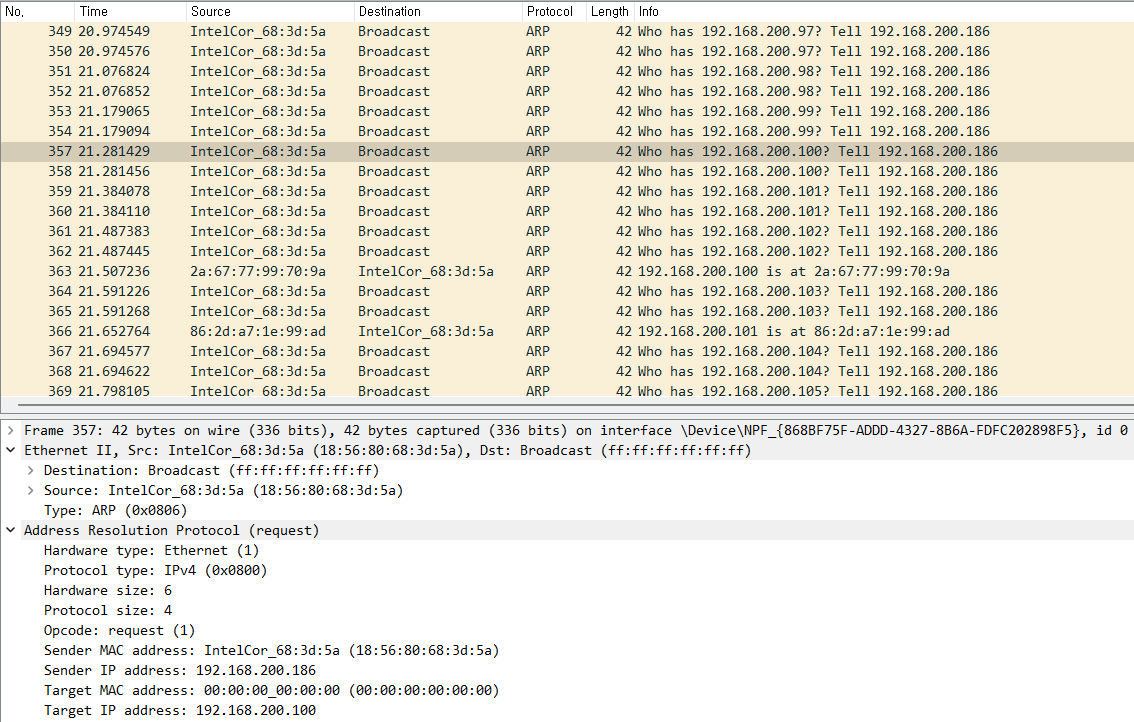 No. Time Source Destination Protocol Length Info
349 20.974549 IntelCor_68:3d:5a Broadcast ARP 42 Who has 192.168.200.97? Tell 192.168.200.186
350 20.974576 IntelCor_68:3d:5a Broadcast ARP 42 Who has 192.168.200.97? Tell 192.168.200.186
351 21.076824 IntelCor_68:3d:5a Broadcast ARP 42 Who has 192.168.200.98? Tell 192.168.200.186
352 21.076852 IntelCor_68:3d:5a Broadcast ARP 42 Who has 192.168.200.98? Tell 192.168.200.186
353 21.179065 IntelCor_68:3d:5a Broadcast ARP 42 Who has 192.168.200.99? Tell 192.168.200.186
354 21.179094 IntelCor_68:3d:5a Broadcast ARP 42 Who has 192.168.200.99? Tell 192.168.200.186
357 21.281429 IntelCor_68:3d:5a Broadcast ARP 42 Who has 192.168.200.100? Tell 192.168.200.186
358 21.281456 IntelCor_68:3d:5a Broadcast ARP 42 Who has 192.168.200.100? Tell 192.168.200.186
359 21.384078 IntelCor_68:3d:5a Broadcast ARP 42 Who has 192.168.200.101? Tell 192.168.200.186
360 21.384110 IntelCor_68:3d:5a Broadcast ARP 42 Who has 192.168.200.101? Tell 192.168.200.186
361 21.487383 IntelCor_68:3d:5a Broadcast ARP 42 Who has 192.168.200.102? Tell 192.168.200.186
362 21.487445 IntelCor_68:3d:5a Broadcast ARP 42 Who has 192.168.200.102? Tell 192.168.200.186
363 21.507236 2a:67:77:99:70:9a IntelCor_68:3d:5a ARP 42 192.168.200.100 is at 2a:67:77:99:70:9a
364 21.591226 IntelCor_68:3d:5a Broadcast ARP 42 Who has 192.168.200.103? Tell 192.168.200.186
365 21.591268 IntelCor_68:3d:5a Broadcast ARP 42 Who has 192.168.200.103? Tell 192.168.200.186
366 21.652764 86:2d:a7:1e:99:ad IntelCor_68:3d:5a ARP 42 192.168.200.101 is at 86:2d:a7:1e:99:ad
367 21.694577 IntelCor_68:3d:5a Broadcast ARP 42 Who has 192.168.200.104? Tell 192.168.200.186
368 21.694622 IntelCor_68:3d:5a Broadcast ARP 42 Who has 192.168.200.104? Tell 192.168.200.186
369 21.798105 IntelCor 68:3d:5a Broadcast ARP 42 Who has 192.168.200.105? Tell 192.168.200.186
Frame 357: 42 bytes on wire (336 bits), 42 bytes captured (336 bits) on interface \Device\NPF_{868BF75F-ADDD-4327-8B6A-FDFC202898F5}, id 0
Ethernet II, Src: IntelCor_68:3d:5a (18:56:80:68:3d:5a), Dst: Broadcast (ff:ff:ff:ff:ff:ff)
Destination: Broadcast (ff:ff:ff:ff:ff:ff)
Source: IntelCor_68:3d:5a (18:56:80:68:3d:5a)
Type: ARP (0x0806)
Address Resolution Protocol (request)
Hardware type: Ethernet (1)
Protocol type: IPv4 (0x0800)
Hardware size: 6
Protocol size: 4
Opcode: request (1)
Sender MAC address: IntelCor_68:3d:5a (18:56:80:68:3d:5a)
Sender IP address: 192.168.200.186
Target MAC address: 00:00:00_00:00:00 (00:00:00:00:00:00)
Target IP address: 192.168.200.100